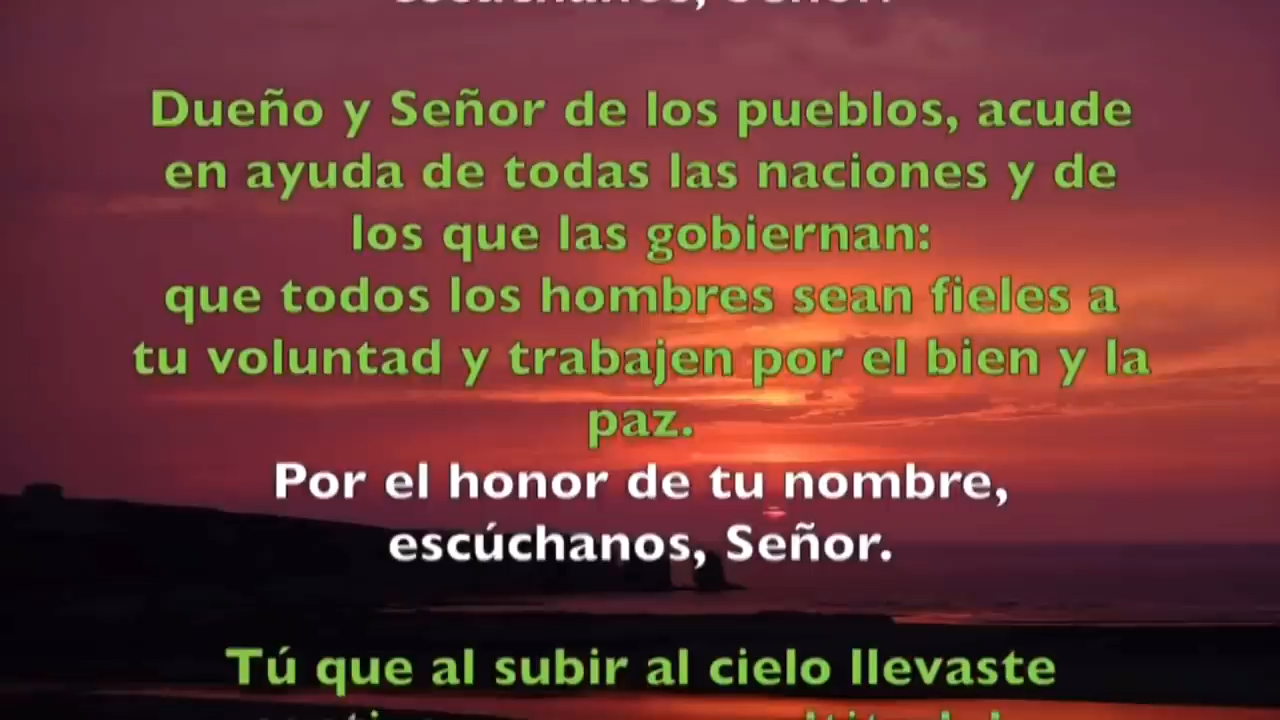 escúchanos, Señor.
Dueño y Señor de los pueblos, acude
en ayuda de todas las naciones y de
los que las gobiernan:
que todos los hombres sean fieles a
tu voluntad y trabajen por el bien y la
paz.
Por el honor de tu nombre,
escúchanos, Señor.
Tú que al subir al cielo llevaste